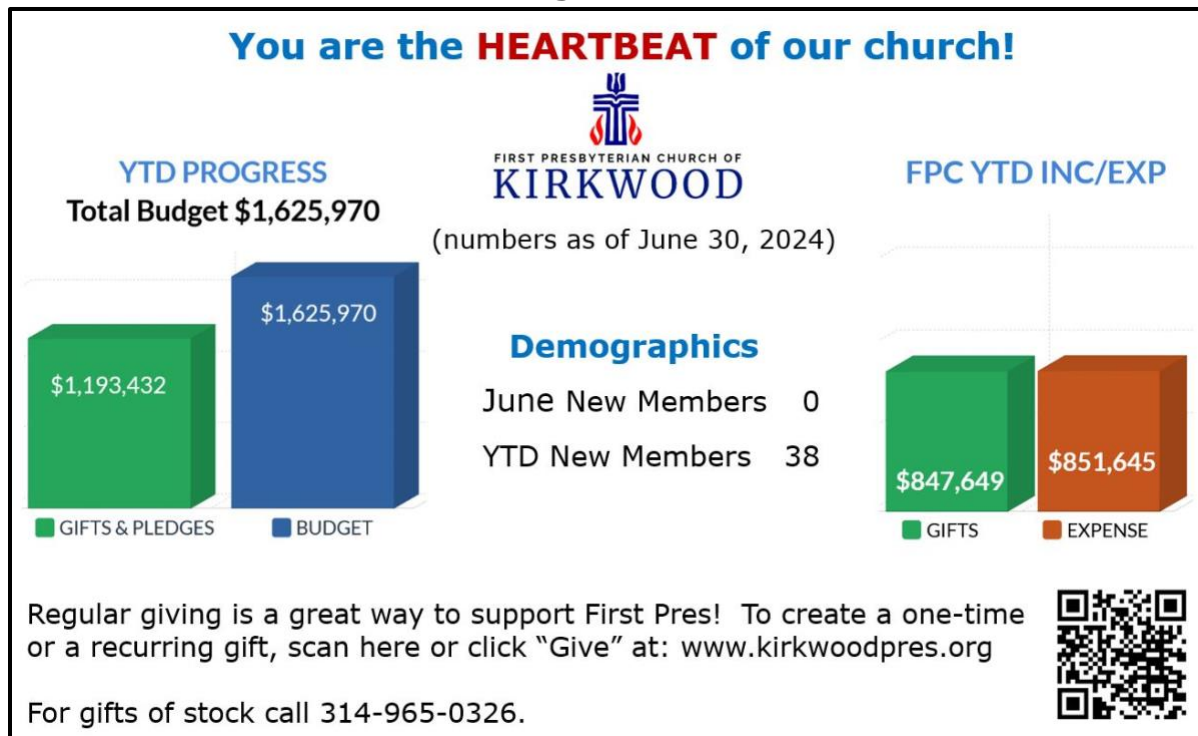 You are the HEARTBEAT of our church!
FIRST PRESBYTERIAN CHURCH OF
KIRKWOOD
(numbers as of June 30, 2024)
YTD PROGRESS
Total Budget $1,625,970
$1,193,432
$1,625,970
GIFTS & PLEDGES
BUDGET
Demographics
June New Members 0
YTD New Members 38
FPC YTD INC/EXP
$847,649
$851,645
GIFTS
EXPENSE
Regular giving is a great way to support First Pres! To create a one-time
or a recurring gift, scan here or click “Give” at: www.kirkwoodpres.org
For gifts of stock call 314-965-0326.